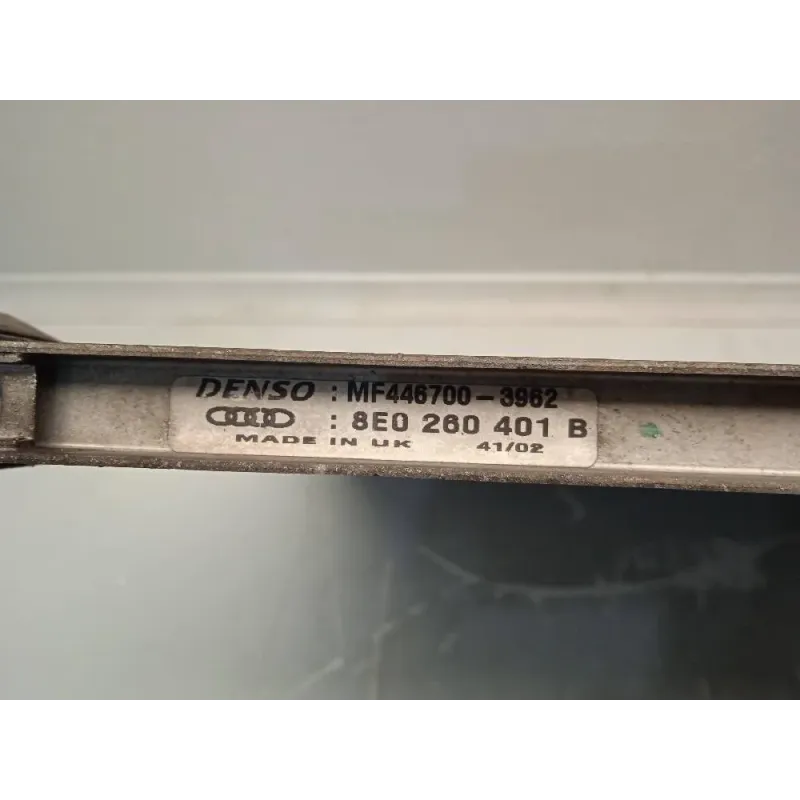 DENSO : MF446700-3962
: 8E0 260 401 B
MADE IN UK 41/02